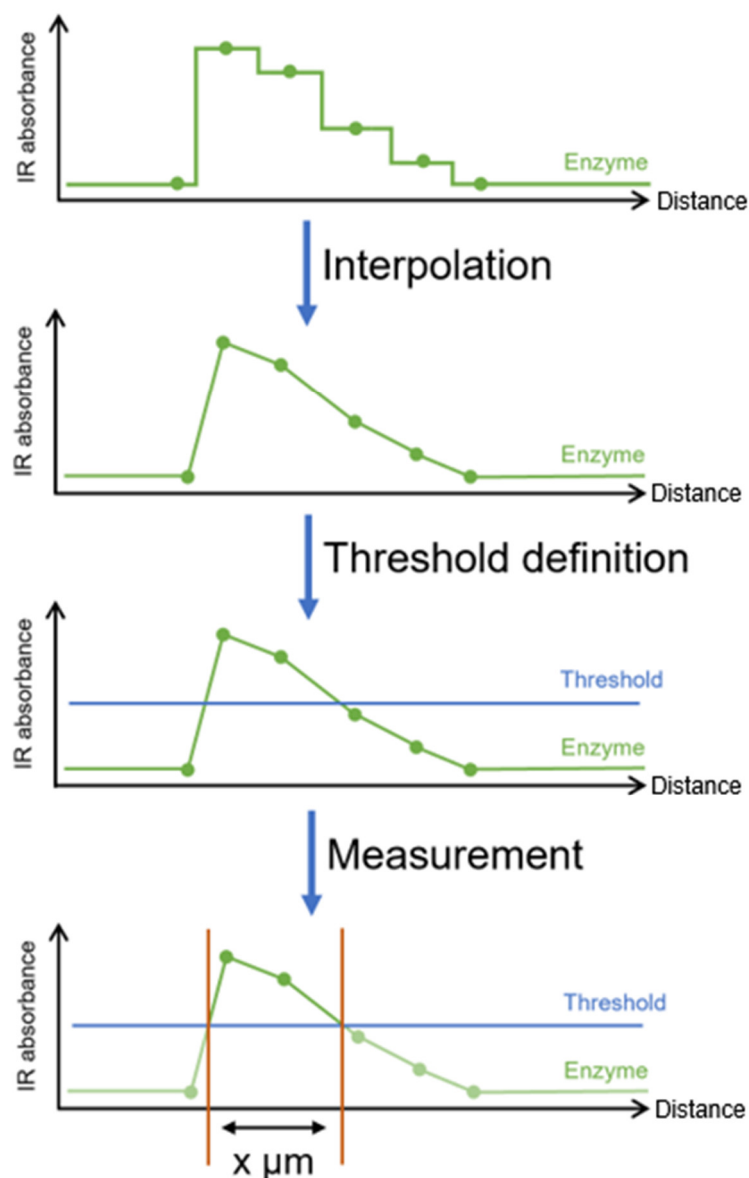 IR absorbance
Enzyme
Distance
Interpolation
IR absorbance
Enzyme
Distance
Threshold definition
IR absorbance
Threshold
Enzyme
Distance
Measurement
IR absorbance
Threshold
Enzyme
Distance
x μm